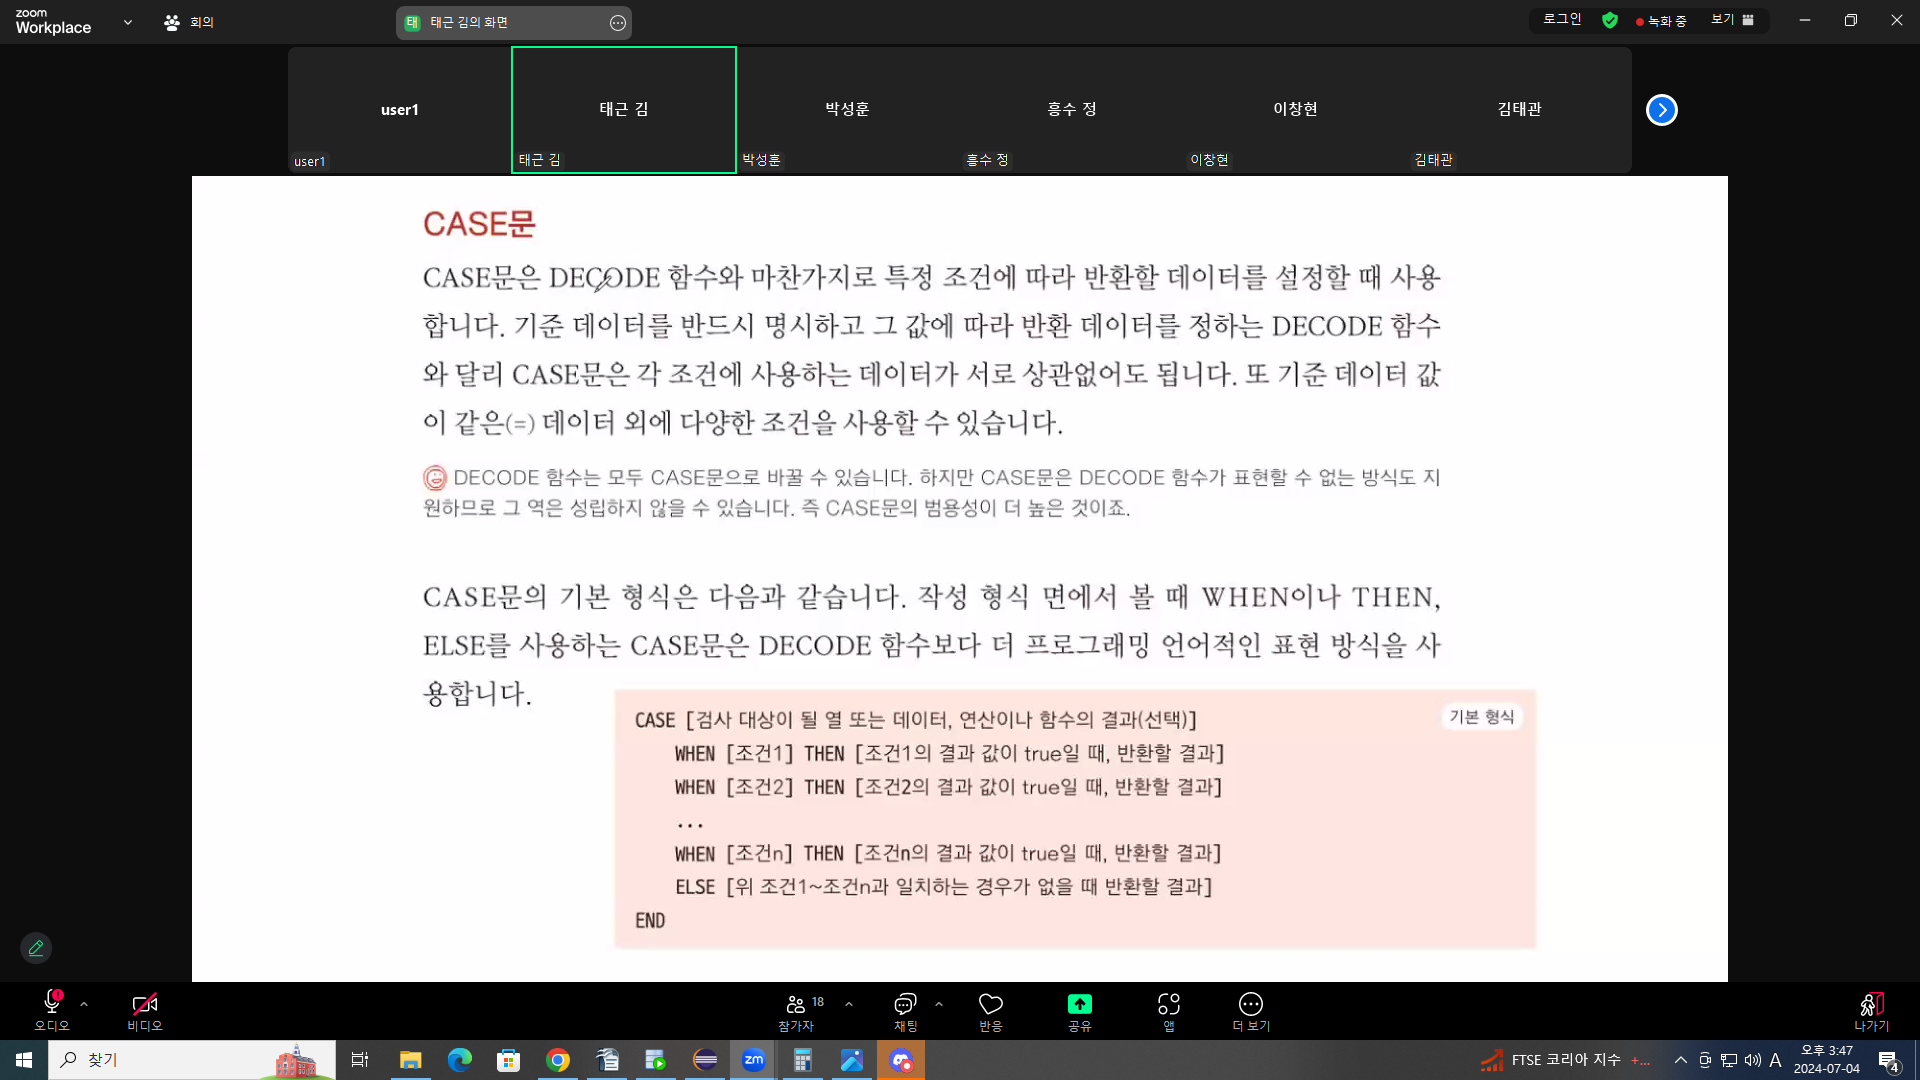 zoom
Workplace
회의
태 태근 김의 화면
로그인
녹화 중
보기
user1
태근 김
박성훈
흥수 정
이창현
김태관
user1
태근 김
박성훈
흥수 정
이창현
김태관
CASE문
CASE문은 DECODE 함수와 마찬가지로 특정 조건에 따라 반환할 데이터를 설정할 때 사용
합니다. 기준 데이터를 반드시 명시하고 그 값에 따라 반환 데이터를 정하는 DECODE 함수
와 달리 CASE문은 각 조건에 사용하는 데이터가 서로 상관없어도 됩니다. 또 기준 데이터 값
이 같은(=) 데이터 외에 다양한 조건을 사용할 수 있습니다.
DECODE 함수는 모두 CASE문으로 바꿀 수 있습니다. 하지만 CASE문은 DECODE 함수가 표현할 수 없는 방식도 지
원하므로 그 역은 성립하지 않을 수 있습니다. 즉 CASE문의 범용성이 더 높은 것이죠.
CASE문의 기본 형식은 다음과 같습니다. 작성 형식 면에서 볼 때 WHEN이나 THEN,
ELSE를 사용하는 CASE문은 DECODE 함수보다 더 프로그래밍 언어적인 표현 방식을 사
용합니다.
기본 형식
CASE [검사 대상이 될 열 또는 데이터, 연산이나 함수의 결과(선택)]
WHEN [조건1] THEN [조건1의 결과 값이 true일 때, 반환할 결과]
WHEN [조건2] THEN [조건2의 결과 값이 true일 때, 반환할 결과]
...
WHEN [조건n] THEN [조건n의 결과 값이 true일 때, 반환할 결과]
ELSE [위 조건1~조건n과 일치하는 경우가 없을 때 반환할 결과]
END
오디오
비디오
18
참가자
채팅
반응
공유
앱
더 보기
나가기
찾기
zm
FTSE 코리아 지수 +...
A
오후 3:47
2024-07-04
4